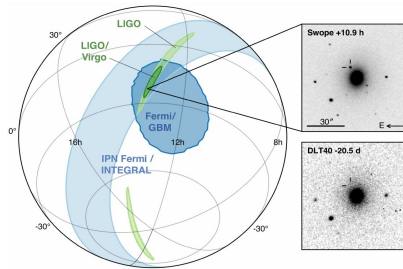 LIGO
Swope +10.9 h
30°
LIGO/
Virgo
30"
E
Fermi/
GBM
0°
16h
12h
8h
IPN Fermi /
INTEGRAL
DLT40 -20.5 d
-30°
-30°